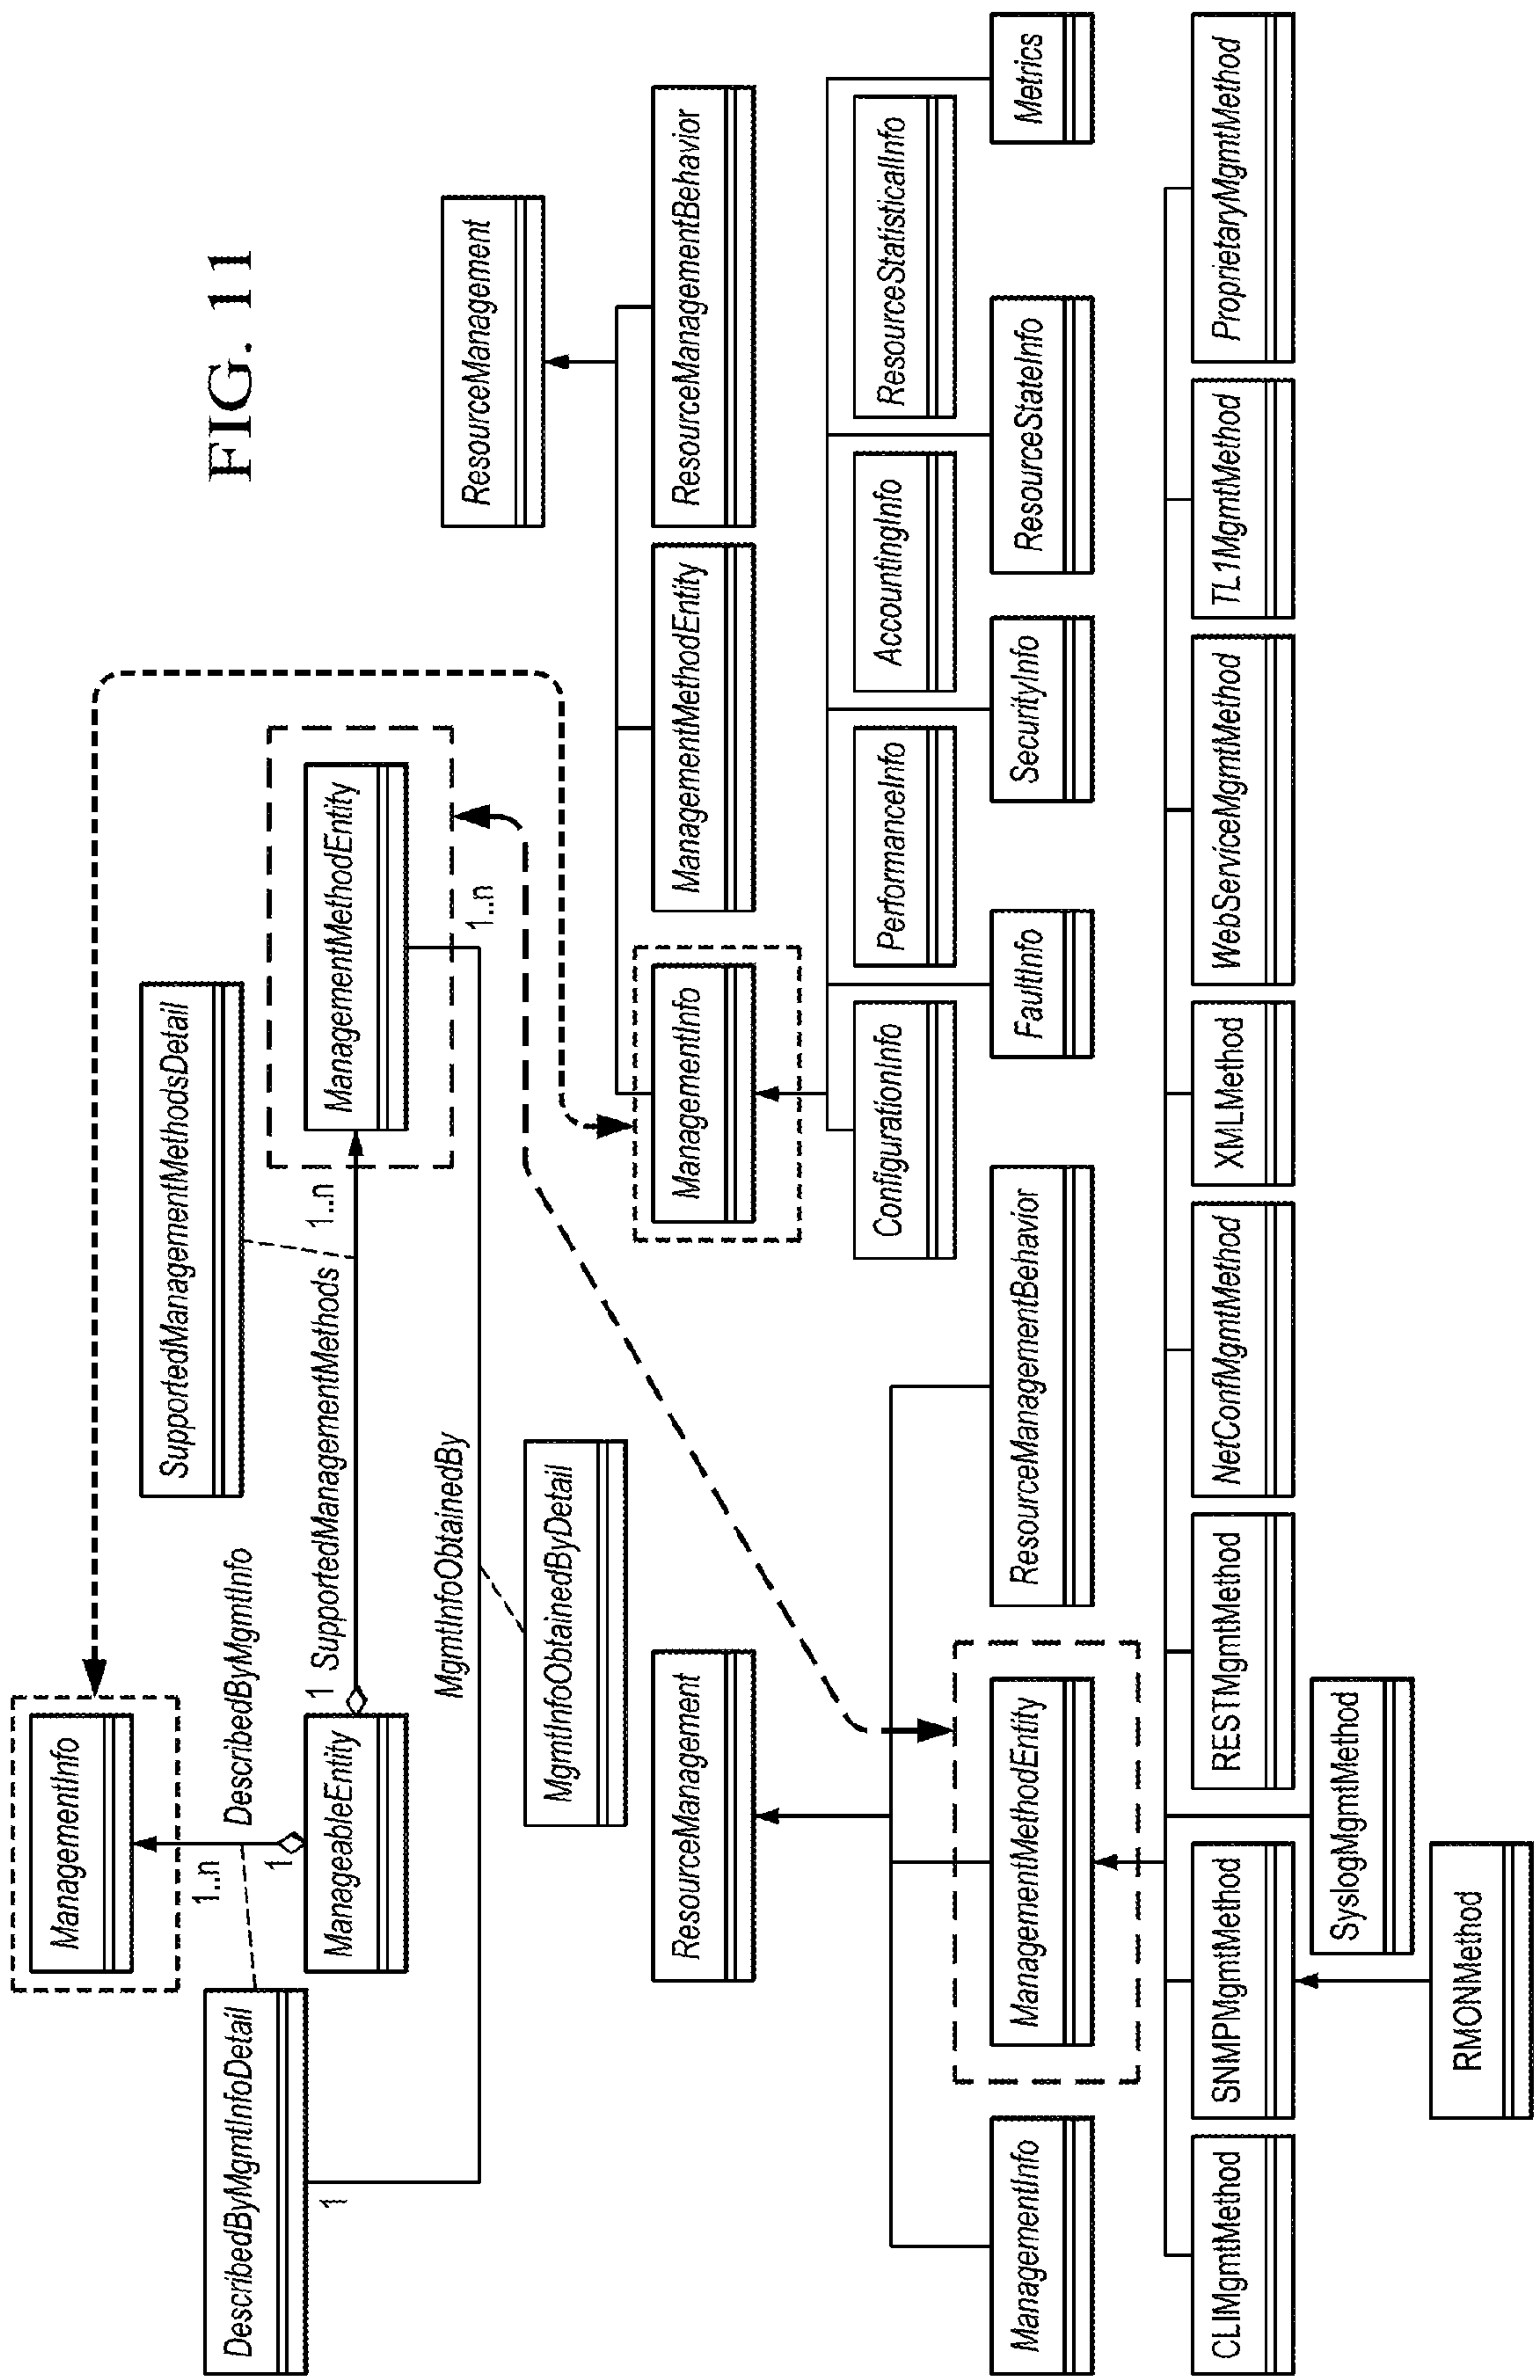 FIG. 11
ManagementInfo
DescribedByMgmtInfoDetail
1..n
DescribedByMgmtInfo
1
SupportedManagementMethodsDetail
ManageableEntity
1
SupportedManagementMethods
1..n
ManagementMethodEntity
1
MgmtInfoObtainedBy
1..n
MgmtInfoObtainedByDetail
ResourceManagement
ManagementInfo
ManagementMethodEntity
ResourceManagementBehavior
ConfigurationInfo
PerformanceInfo
AccountingInfo
ResourceStatisticalInfo
FaultInfo
SecurityInfo
ResourceStateInfo
Metrics
ResourceManagement
ManagementInfo
ManagementMethodEntity
ResourceManagementBehavior
CLIMgmtMethod
SNMPMgmtMethod
RESTMgmtMethod
NetConfMgmtMethod
XMLMethod
WebServiceMgmtMethod
TL1MgmtMethod
ProprietaryMgmtMethod
SyslogMgmtMethod
RMONMethod